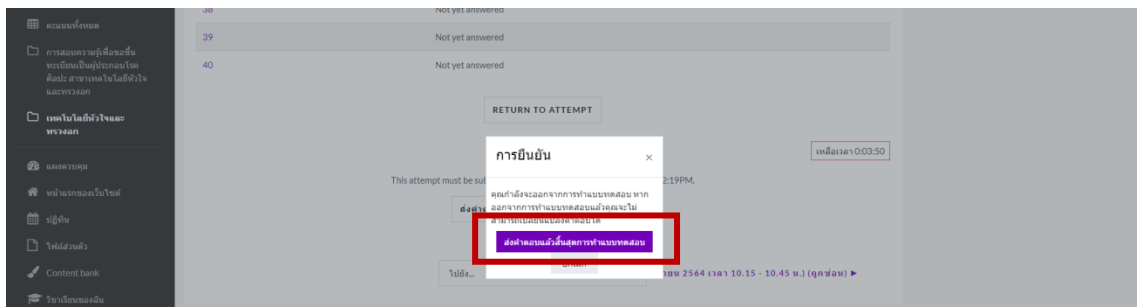 38 Not yet answered
คะแนนทั้งหมด
39 Not yet answered
การสอบความรู้เพื่อขอขึ้น
ทะเบียนเป็นผู้ประกอบโรค
ศิลปะ สาขาเทคโนโลยีหัวใจ
และทรวงอก
40 Not yet answered
RETURN TO ATTEMPT
เทคโนโลยีหัวใจและ
ทรวงอก
เหลือเวลา 0:03:50
การยืนยัน ×
แผงควบคุม
This attempt must be sub
2:19PM.
หน้าแรกของเว็บไซต์
คุณกำลังจะออกจากการทำแบบทดสอบ หาก
ออกจากการทำแบบทดสอบแล้วคุณจะไม่
สามารถเปลี่ยนแปลงคำตอบได้
ปฏิทิน
ส่งคำตอบแล้วสิ้นสุดการทำแบบทดสอบ
ไฟล์ส่วนตัว
ไปยัง...
ายน 2564 เวลา 10.15 - 10.45 น.) (ถูกซ่อน) ►
Content bank
วิชาเรียนของฉัน